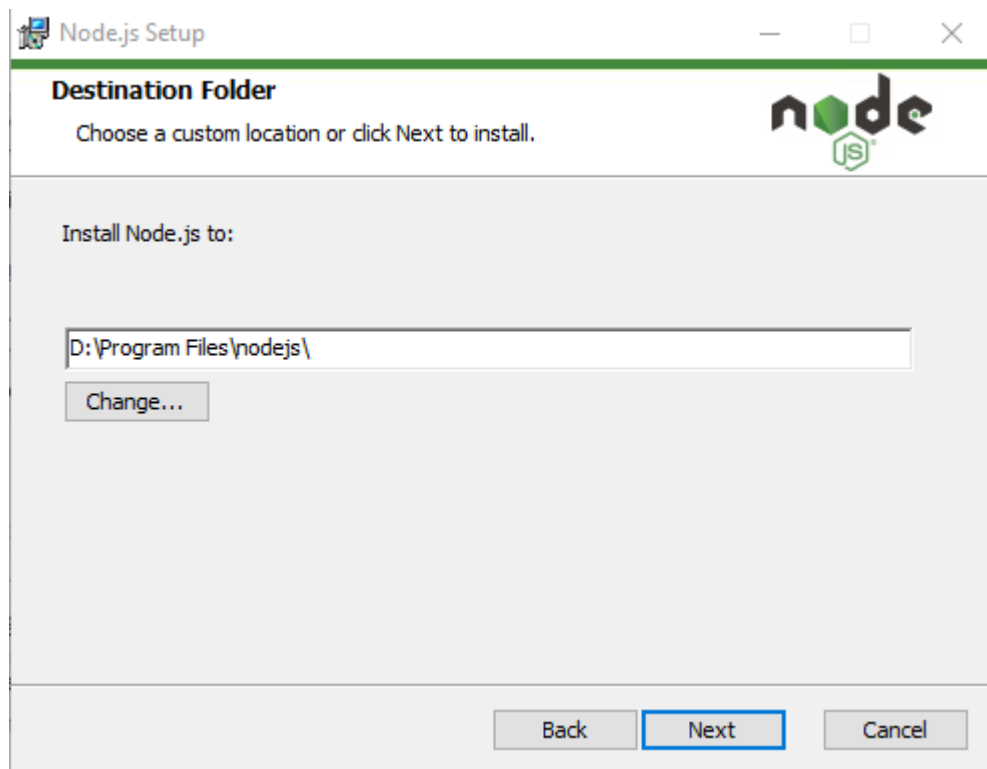 Node.js Setup
Destination Folder
Choose a custom location or click Next to install.
node
JS
Install Node.js to:
D:\Program Files\nodejs\
Change...
Back Next Cancel